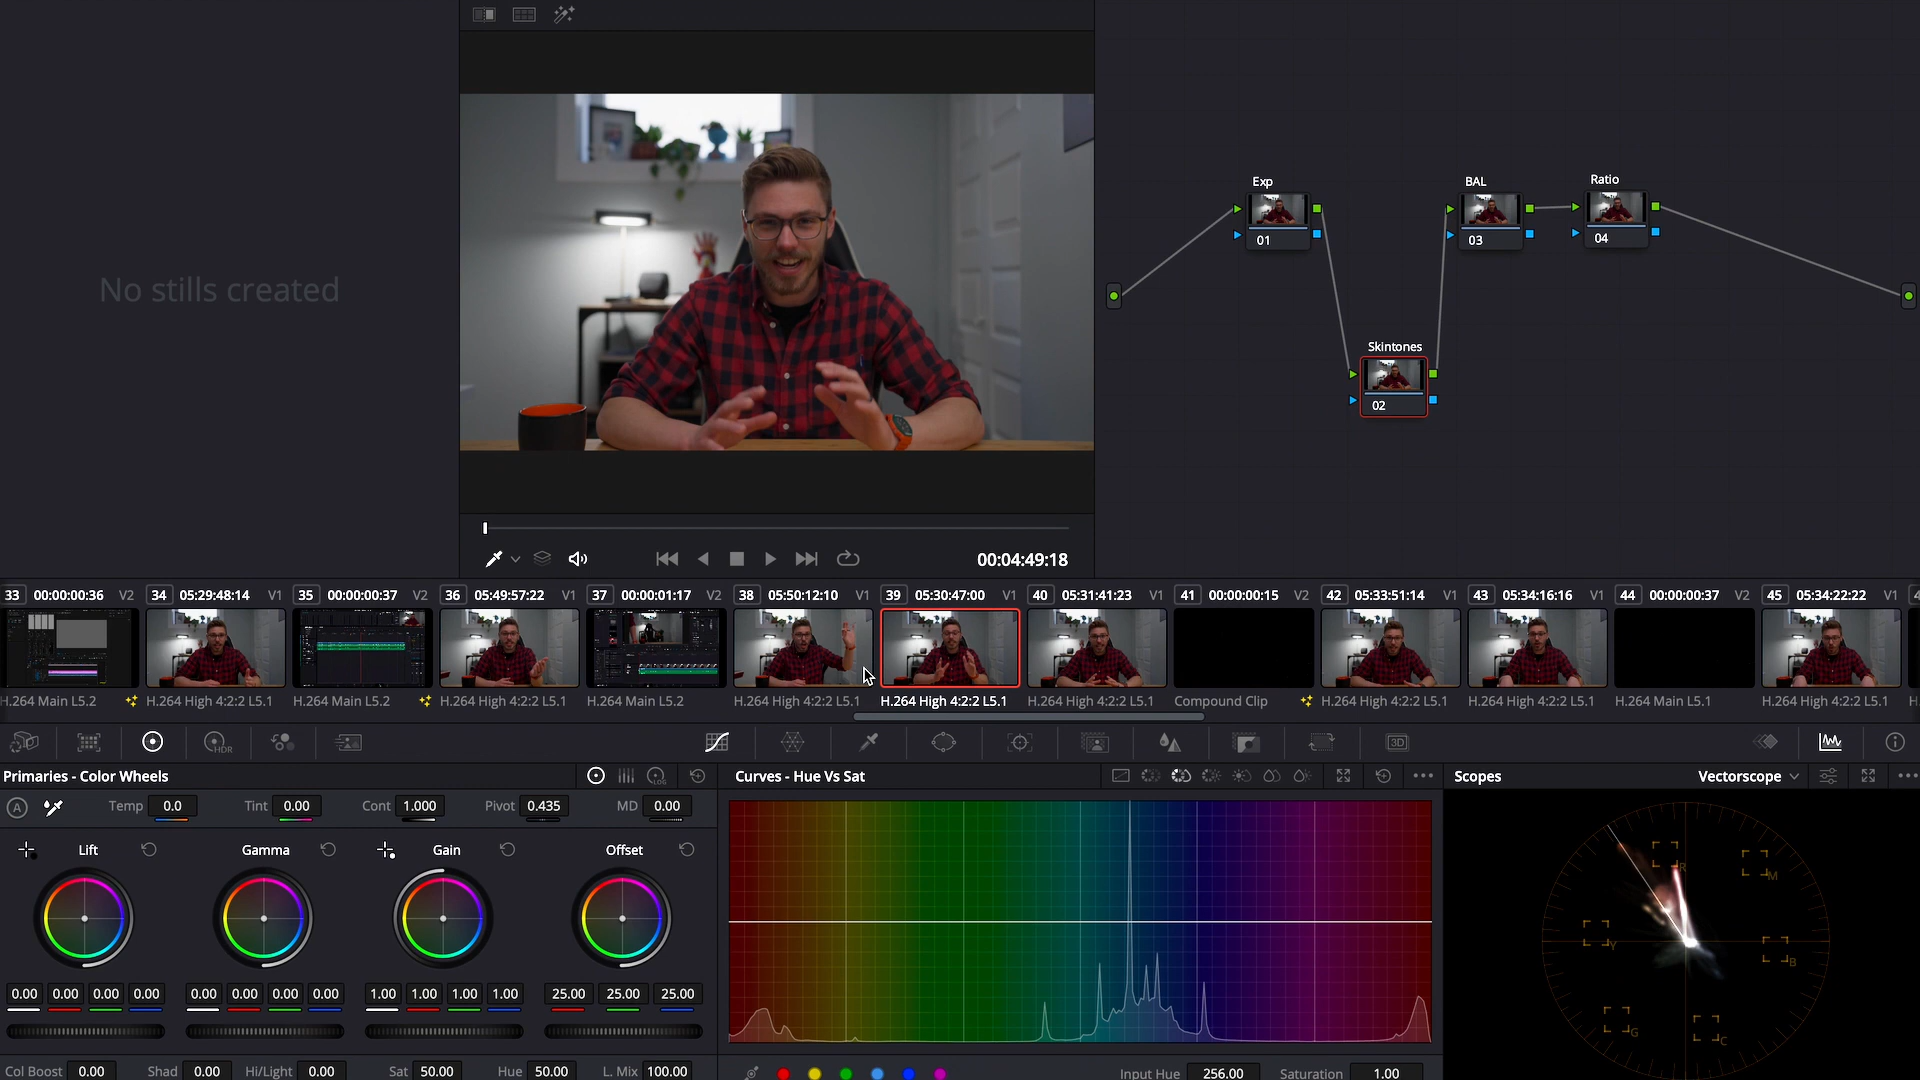 No stills created
Exp
01
Skintones
02
BAL
03
Ratio
04
00:04:49:18
33 00:00:00:36 V2
34 05:29:48:14 V1
35 00:00:00:37 V2
36 05:49:57:22 V1
37 00:00:01:17 V2
38 05:50:12:10 V1
39 05:30:47:00 V1
40 05:31:41:23 V1
41 00:00:00:15 V2
42 05:33:51:14 V1
43 05:34:16:16 V1
44 00:00:00:37 V2
45 05:34:22:22 V1
H.264 Main L5.2
H.264 High 4:2:2 L5.1
H.264 Main L5.2
H.264 High 4:2:2 L5.1
H.264 Main L5.2
H.264 High 4:2:2 L5.1
H.264 High 4:2:2 L5.1
H.264 High 4:2:2 L5.1
Compound Clip
H.264 High 4:2:2 L5.1
H.264 High 4:2:2 L5.1
H.264 Main L5.1
H.264 High 4:2:2 L5.1
HDR
3D
Primaries - Color Wheels
LOG
A
Temp 0.0 Tint 0.00 Cont 1.000 Pivot 0.435 MD 0.00
Lift Gamma Gain Offset
0.00 0.00 0.00 0.00 0.00 0.00 0.00 0.00 1.00 1.00 1.00 1.00 25.00 25.00 25.00
Col Boost 0.00 Shad 0.00 Hi/Light 0.00 Sat 50.00 Hue 50.00 L. Mix 100.00
Curves - Hue Vs Sat
Input Hue 256.00 Saturation 1.00
Scopes Vectorscope
R
M
Y
B
G
C